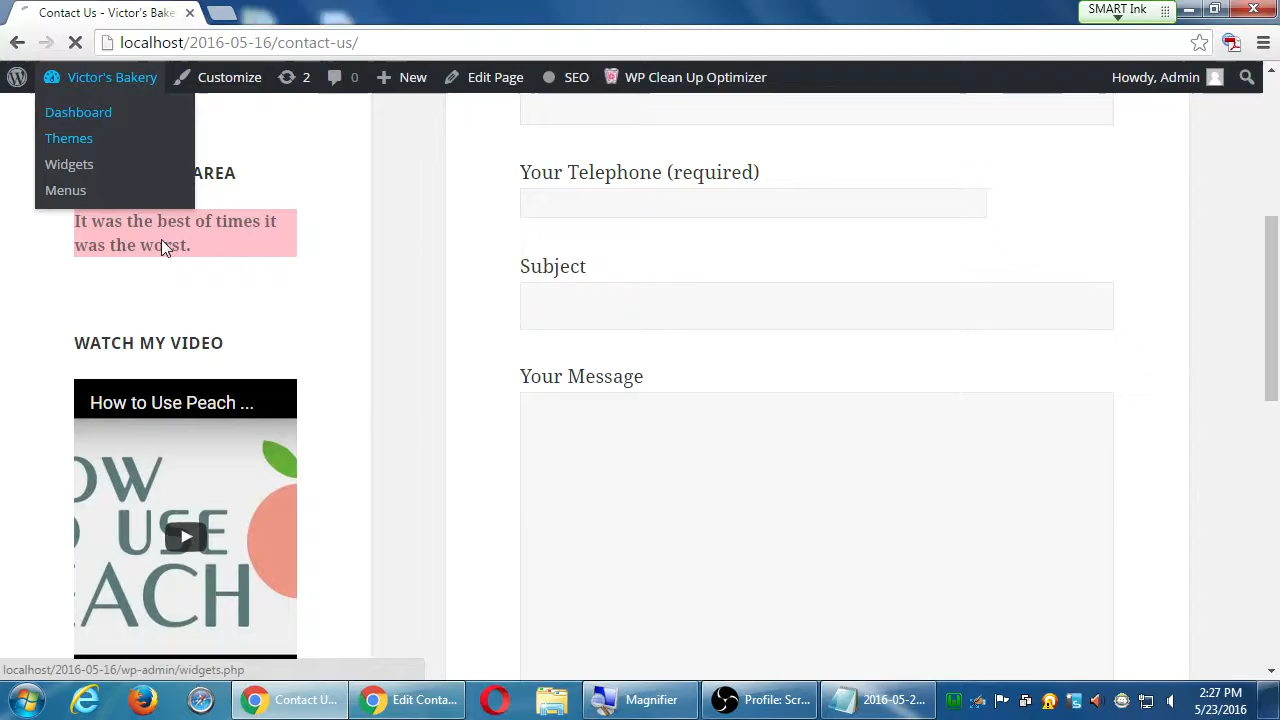 Contact Us - Victor's Bake
SMART Ink
localhost/2016-05-16/contact-us/
Victor's Bakery
Customize
2
0
New
Edit Page
SEO
WP Clean Up Optimizer
Howdy, Admin
Dashboard
Themes
Widgets
Menus
AREA
It was the best of times it
was the worst.
WATCH MY VIDEO
How to Use Peach ...
OW
USE
EACH
Your Telephone (required)
Subject
Your Message
localhost/2016-05-16/wp-admin/widgets.php
Contact U...
Edit Conta...
Magnifier
Profile: Scr...
2016-05-2...
2:27 PM
5/23/2016